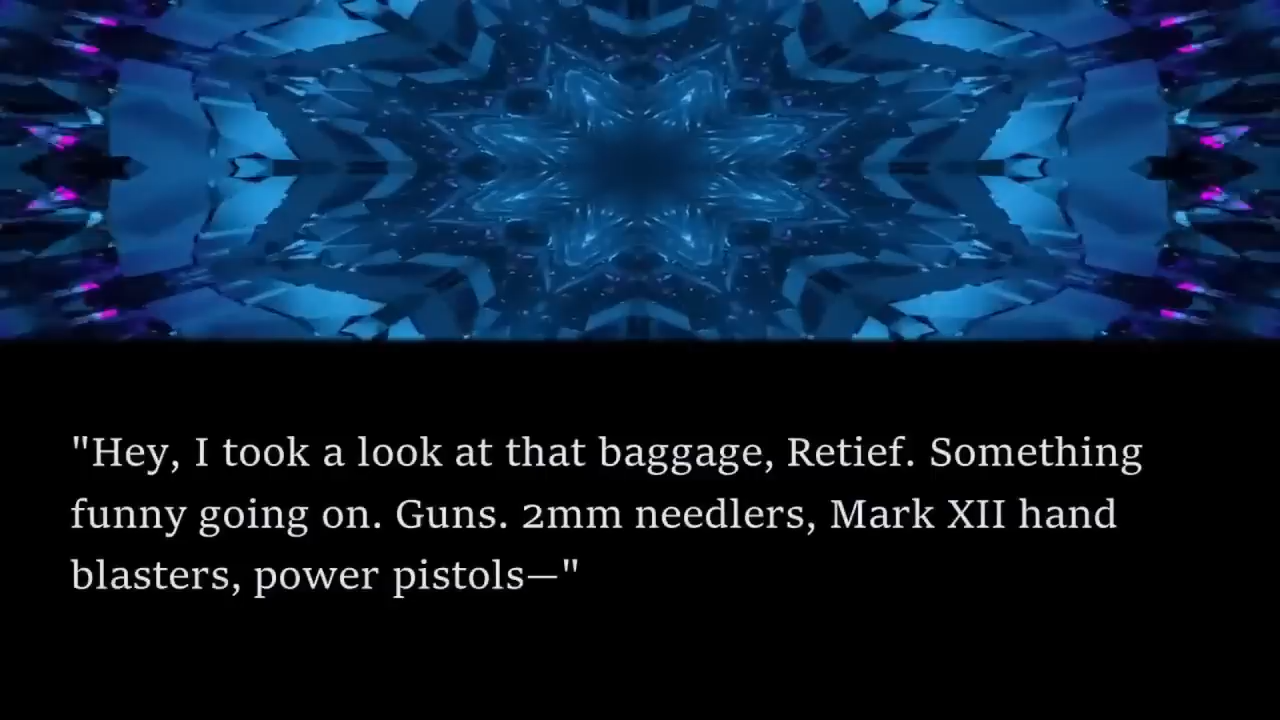 "Hey, I took a look at that baggage, Retief. Something
funny going on. Guns. 2mm needlers, Mark XII hand
blasters, power pistols—"